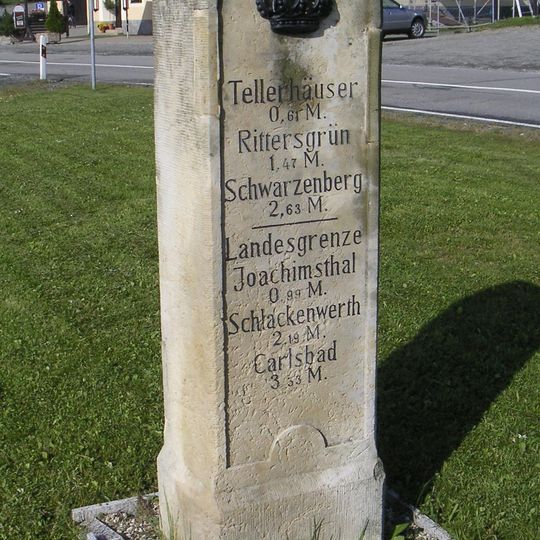 Tellerhäuser
0,61 M.
Rittersgrün
1,47 M.
Schwarzenberg
2,63 M.
Landesgrenze
Joachimsthal
0,99 M.
Schlackenwerth
2,19 M.
Carlsbad
3,33 M.